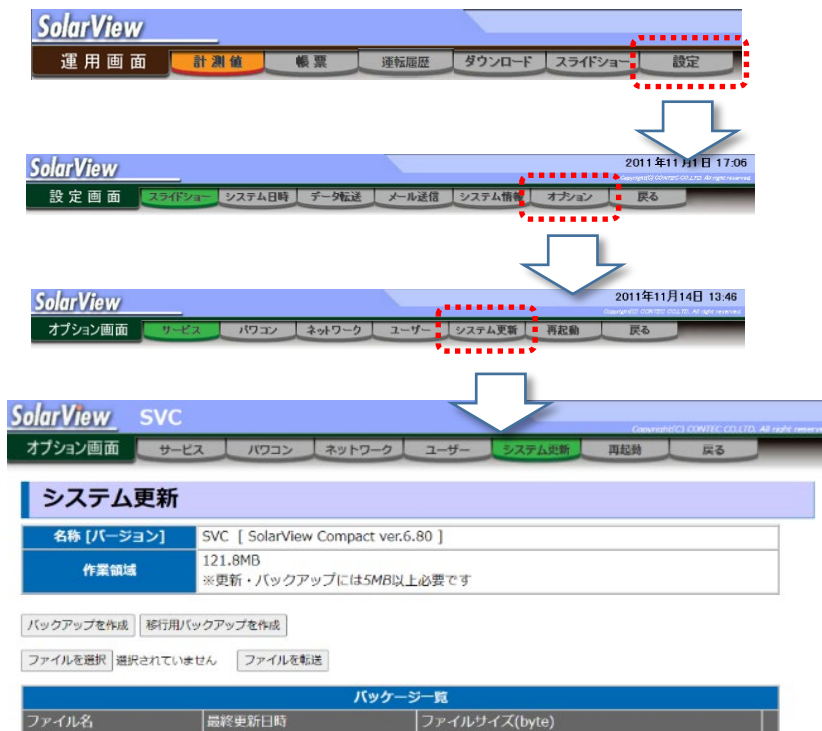 SolarView
運用画面 計測値 帳票 運転履歴 ダウンロード スライドショー 設定
SolarView
2011年11月1日 17:06
Copyright(C) CONTEC CO.,LTD. All right reserved.
設定画面 スライドショー システム日時 データ転送 メール送信 システム情報 オプション 戻る
SolarView
2011年11月14日 13:46
Copyright(C) CONTEC CO.,LTD. All right reserved.
オプション画面 サービス パワコン ネットワーク ユーザー システム更新 再起動 戻る
SolarView SVC
Copyright(C) CONTEC CO.,LTD. All right reserve
オプション画面 サービス パワコン ネットワーク ユーザー システム更新 再起動 戻る
システム更新
名称 [バージョン] SVC [ SolarView Compact ver.6.80 ]
作業領域 121.8MB
※更新・バックアップには5MB以上必要です
バックアップを作成 移行用バックアップを作成
ファイルを選択 選択されていません ファイルを転送
パッケージ一覧
ファイル名 最終更新日時 ファイルサイズ(byte)